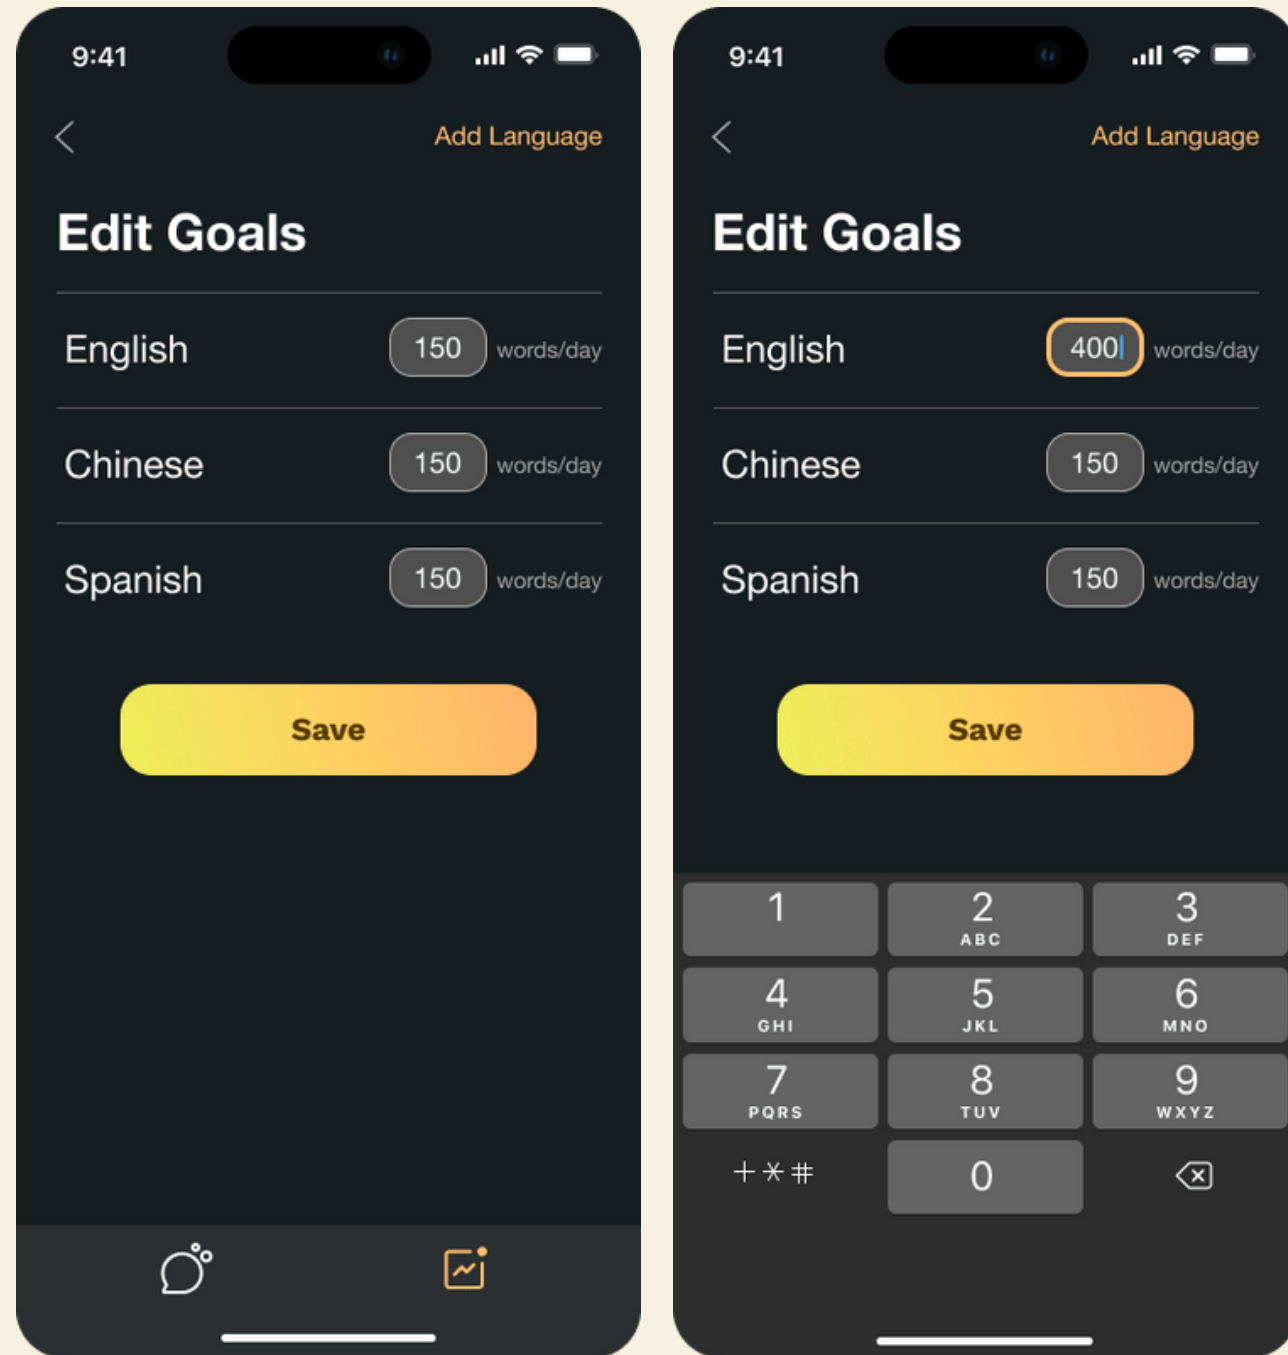 9:41
Add Language
Edit Goals
English 150 words/day
Chinese 150 words/day
Spanish 150 words/day
Save
9:41
Add Language
Edit Goals
English 400 words/day
Chinese 150 words/day
Spanish 150 words/day
Save
1 2 3
ABC DEF
4 5 6
GHI JKL MNO
7 8 9
PQRS TUV WXYZ
+*# 0